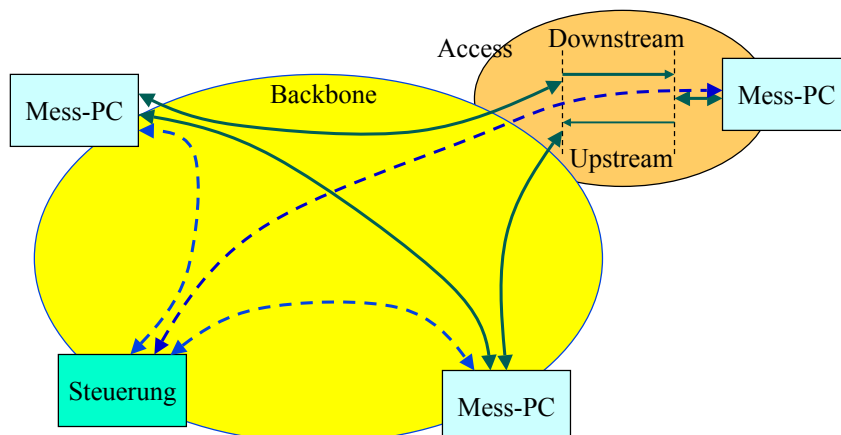 Access
Downstream
Mess-PC
Backbone
Mess-PC
Upstream
Steuerung
Mess-PC